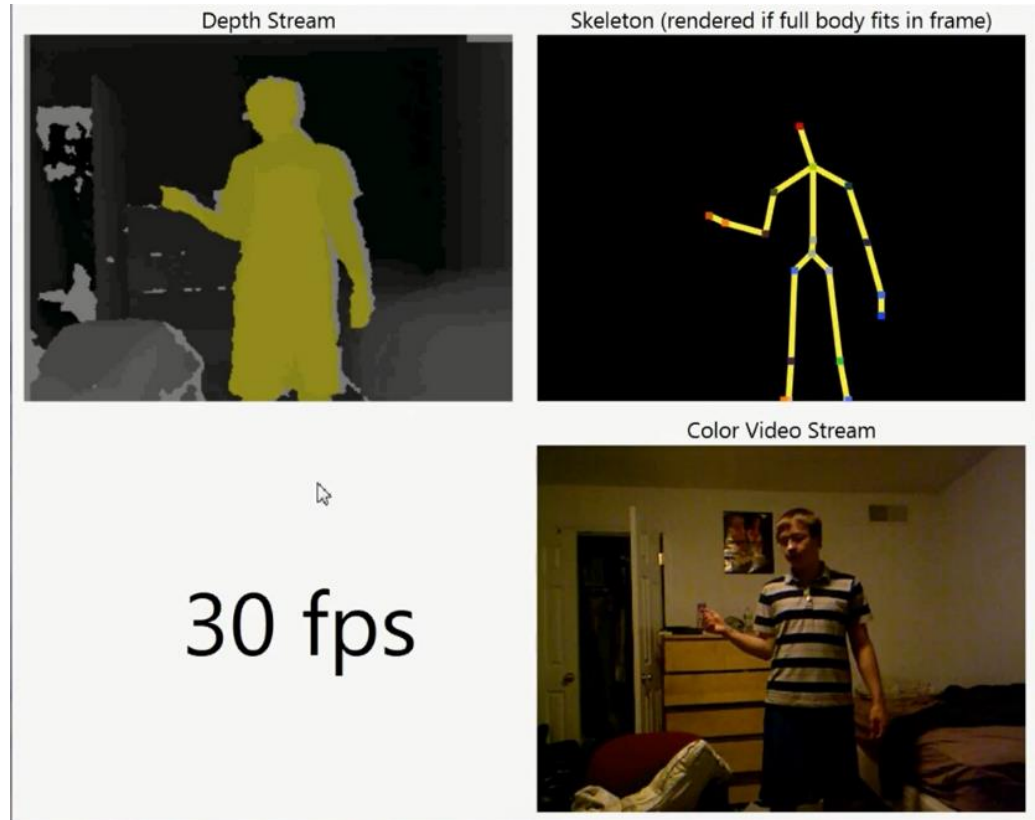 Depth Stream
Skeleton (rendered if full body fits in frame)
Color Video Stream
30 fps